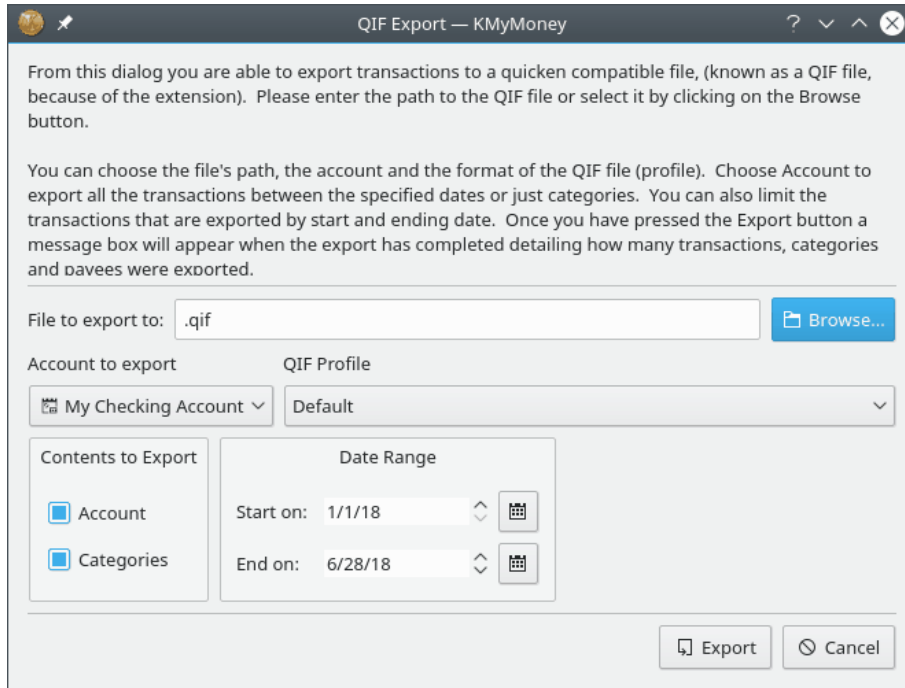 QIF Export — KMyMoney
From this dialog you are able to export transactions to a quicken compatible file, (known as a QIF file,
because of the extension).  Please enter the path to the QIF file or select it by clicking on the Browse
button.
You can choose the file's path, the account and the format of the QIF file (profile).  Choose Account to
export all the transactions between the specified dates or just categories.  You can also limit the
transactions that are exported by start and ending date.  Once you have pressed the Export button a
message box will appear when the export has completed detailing how many transactions, categories
and payees were exported.
File to export to: .qif Browse...
Account to export QIF Profile
My Checking Account Default
Contents to Export Date Range
Account Start on: 1/1/18
Categories End on: 6/28/18
Export Cancel